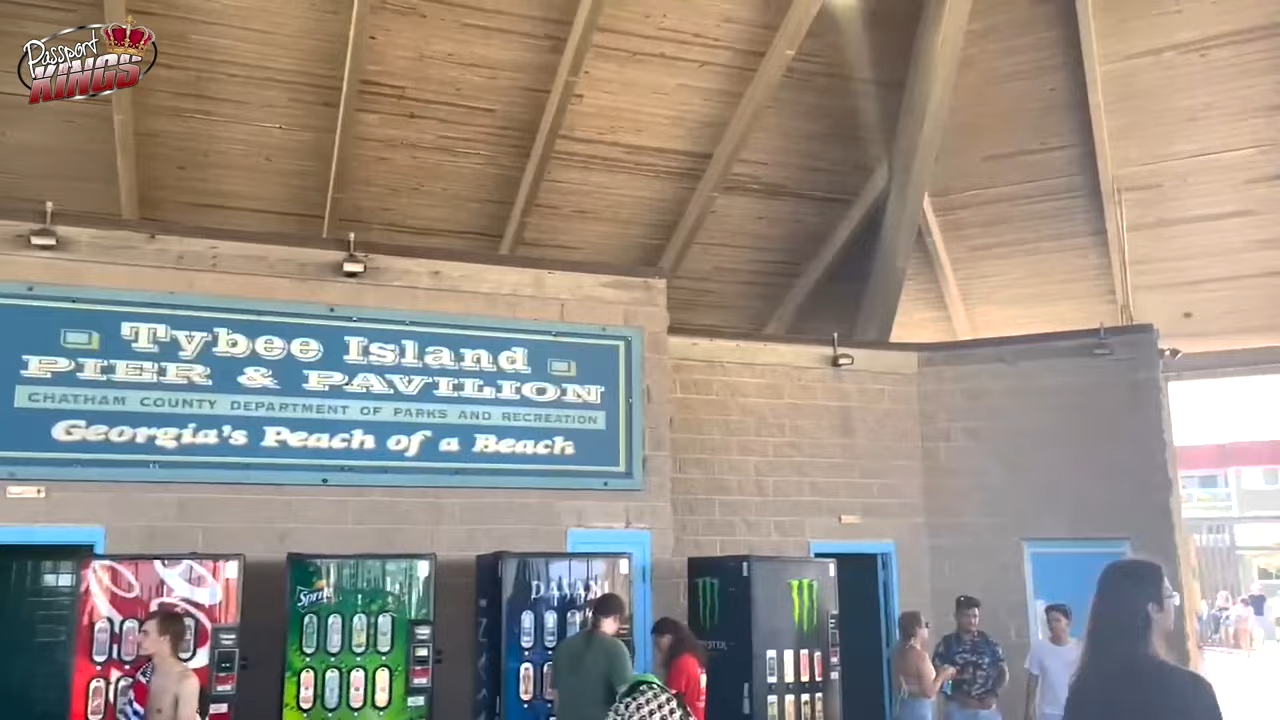 Passport
KINGS
Tybee Island
PIER & PAVILION
CHATHAM COUNTY DEPARTMENT OF PARKS AND RECREATION
Georgia's Peach of a Beach
Sprite
DASANI
MONSTER